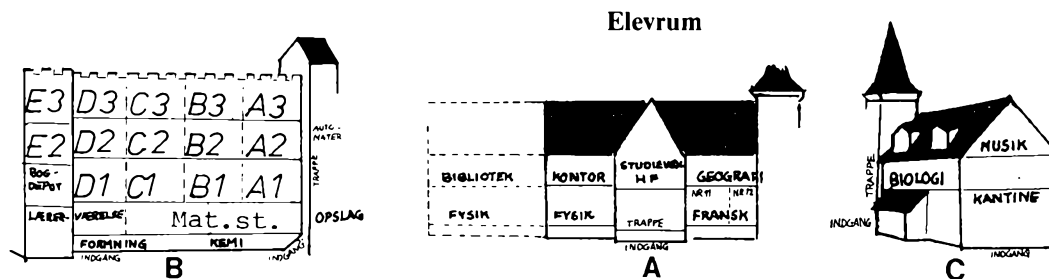 Elevrum
E3 D3 C3 B3 A3
E2 D2 C2 B2 A2
AUTO-
MATER
TRAPPE
BOG-
DEPOT
D1 C1 B1 A1
LÆRER- VÆRELSE Mat.st. OPSLAG
FORMNING KEMI
INDGANG INDGANG
B
BIBLIOTEK KONTOR STUDIEVEJL
HF
GEOGRAFI
NR 11 NR 12
FYSIK FYSIK TRAPPE FRANSK
INDGANG
A
TRAPPE
MUSIK
BIOLOGI
KANTINE
INDGANG
INDGANG
C